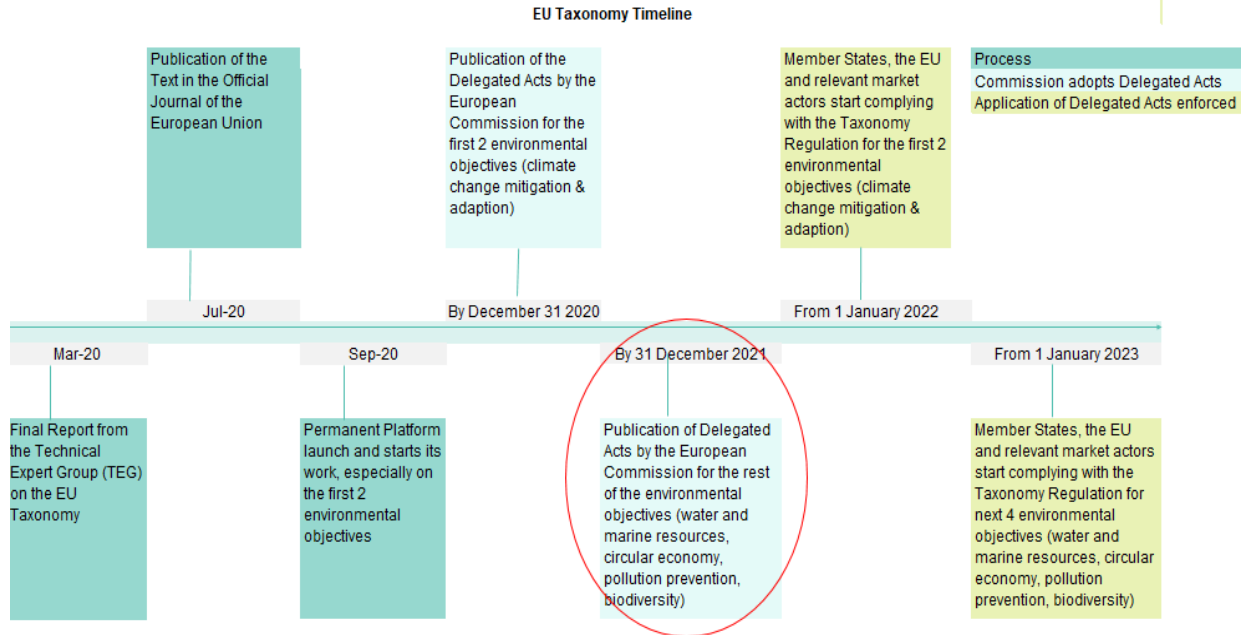 EU Taxonomy Timeline
Publication of the
Text in the Official
Journal of the
European Union
Publication of the
Delegated Acts by the
European
Commission for the
first 2 environmental
objectives (climate
change mitigation &
adaption)
Member States, the EU
and relevant market
actors start complying
with the Taxonomy
Regulation for the first 2
environmental
objectives (climate
change mitigation &
adaption)
Process
Commission adopts Delegated Acts
Application of Delegated Acts enforced
Jul-20
By December 31 2020
From 1 January 2022
Mar-20
Sep-20
By 31 December 2021
From 1 January 2023
Final Report from
the Technical
Expert Group (TEG)
on the EU
Taxonomy
Permanent Platform
launch and starts its
work, especially on
the first 2
environmental
objectives
Publication of Delegated
Acts by the European
Commission for the rest
of the environmental
objectives (water and
marine resources,
circular economy,
pollution prevention,
biodiversity)
Member States, the EU
and relevant market actors
start complying with the
Taxonomy Regulation for
next 4 environmental
objectives (water and
marine resources, circular
economy, pollution
prevention, biodiversity)